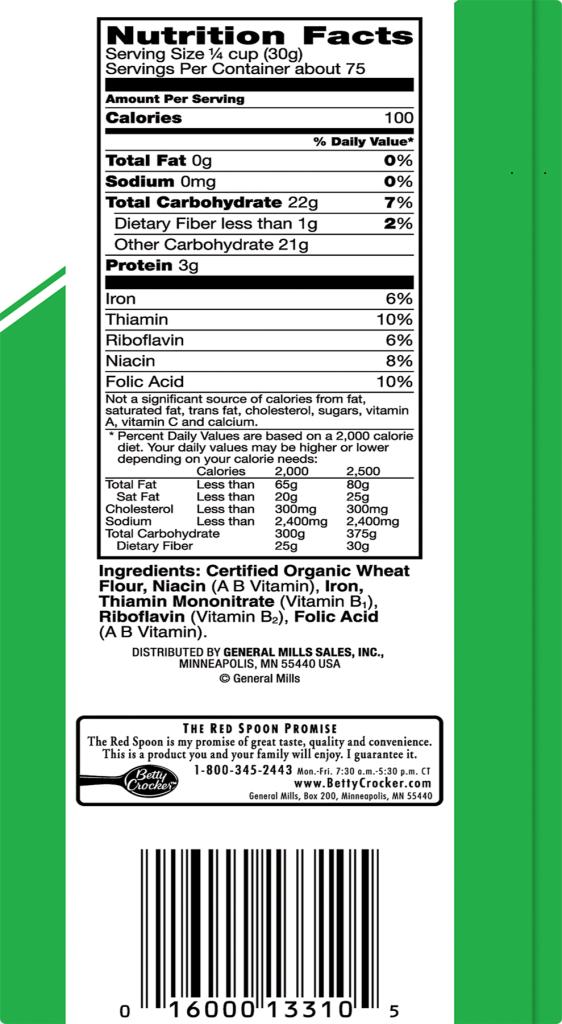 Nutrition Facts
Serving Size ¼ cup (30g)
Servings Per Container about 75
Amount Per Serving
Calories 100
% Daily Value*
Total Fat 0g 0%
Sodium 0mg 0%
Total Carbohydrate 22g 7%
Dietary Fiber less than 1g 2%
Other Carbohydrate 21g
Protein 3g
Iron 6%
Thiamin 10%
Riboflavin 6%
Niacin 8%
Folic Acid 10%
Not a significant source of calories from fat,
saturated fat, trans fat, cholesterol, sugars, vitamin
A, vitamin C and calcium.
* Percent Daily Values are based on a 2,000 calorie
diet. Your daily values may be higher or lower
depending on your calorie needs:
Calories 2,000 2,500
Total Fat Less than 65g 80g
Sat Fat Less than 20g 25g
Cholesterol Less than 300mg 300mg
Sodium Less than 2,400mg 2,400mg
Total Carbohydrate 300g 375g
Dietary Fiber 25g 30g
Ingredients: Certified Organic Wheat
Flour, Niacin (A B Vitamin), Iron,
Thiamin Mononitrate (Vitamin B₁),
Riboflavin (Vitamin B₂), Folic Acid
(A B Vitamin).
DISTRIBUTED BY GENERAL MILLS SALES, INC.,
MINNEAPOLIS, MN 55440 USA
© General Mills
THE RED SPOON PROMISE
The Red Spoon is my promise of great taste, quality and convenience.
This is a product you and your family will enjoy. I guarantee it.
Betty
Crocker™
1-800-345-2443 Mon.-Fri. 7:30 a.m.-5:30 p.m. CT
www.BettyCrocker.com
General Mills, Box 200, Minneapolis, MN 55440
0 16000 13310 5